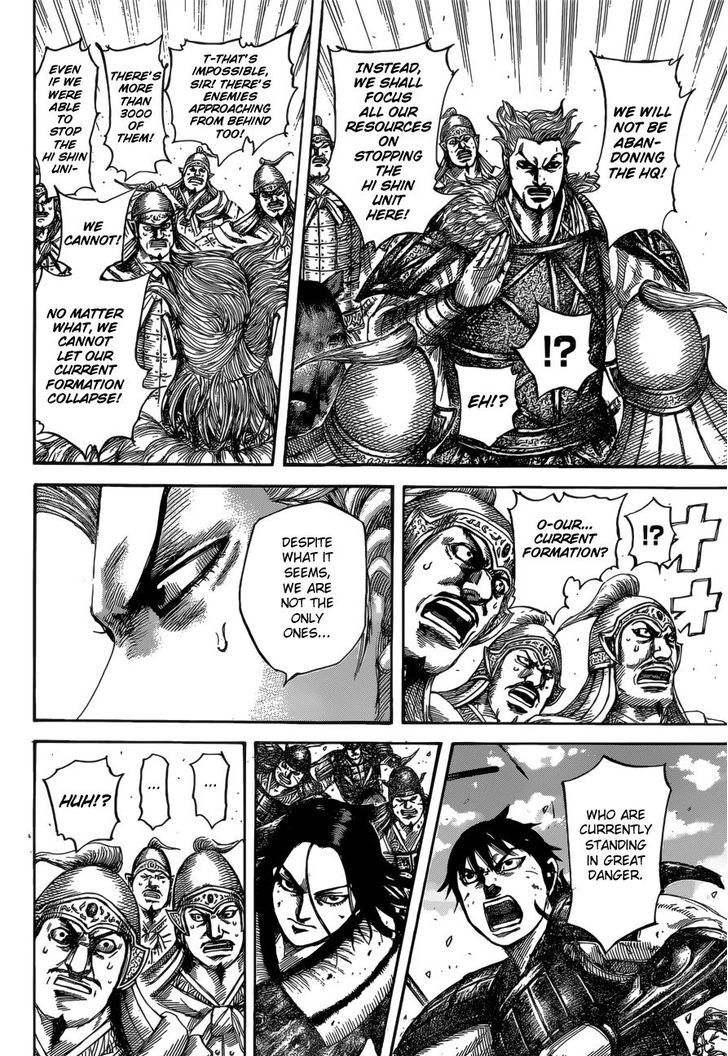 WE WILL
NOT BE
ABAN-
DONING
THE HQ!
INSTEAD,
WE SHALL
FOCUS
ALL OUR
RESOURCES
ON
STOPPING
THE
HI SHIN
UNIT
HERE!
!?
EH!?
T-THAT'S
IMPOSSIBLE,
SIR! THERE'S
ENEMIES
APPROACHING
FROM BEHIND
TOO!
THERE'S
MORE
THAN
3000
OF
THEM!
EVEN
IF WE
WERE
ABLE
TO
STOP
THE
HI SHIN
UNI-
WE
CANNOT!
NO MATTER
WHAT, WE
CANNOT
LET OUR
CURRENT
FORMATION
COLLAPSE!
!?
O-OUR...
CURRENT
FORMATION?
DESPITE
WHAT IT
SEEMS,
WE ARE
NOT THE
ONLY
ONES...
WHO ARE
CURRENTLY
STANDING
IN GREAT
DANGER.
...
...
HUH!?